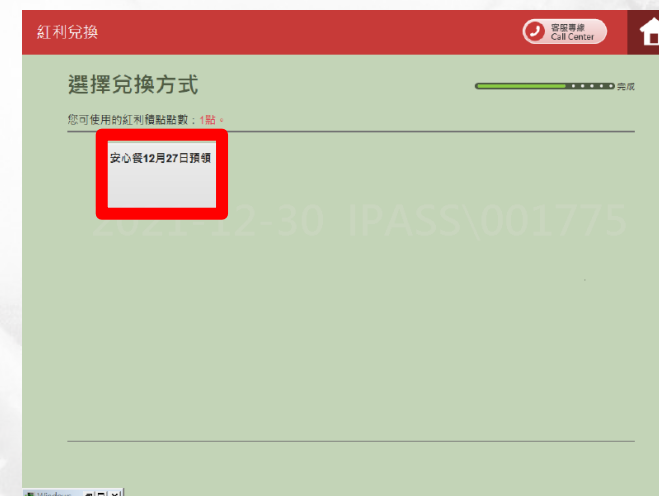 紅利兌換
客服專線
Call Center
選擇兌換方式
完成
您可使用的紅利積點點數：1點。
安心餐12月27日預領
2021-12-30 (PASS\001775